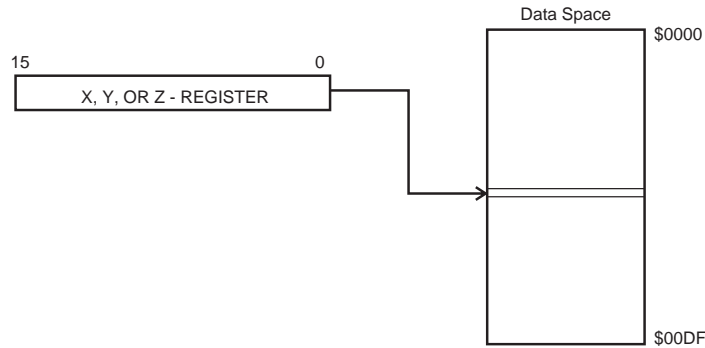 Data Space
$0000
15 0
X, Y, OR Z - REGISTER
$00DF